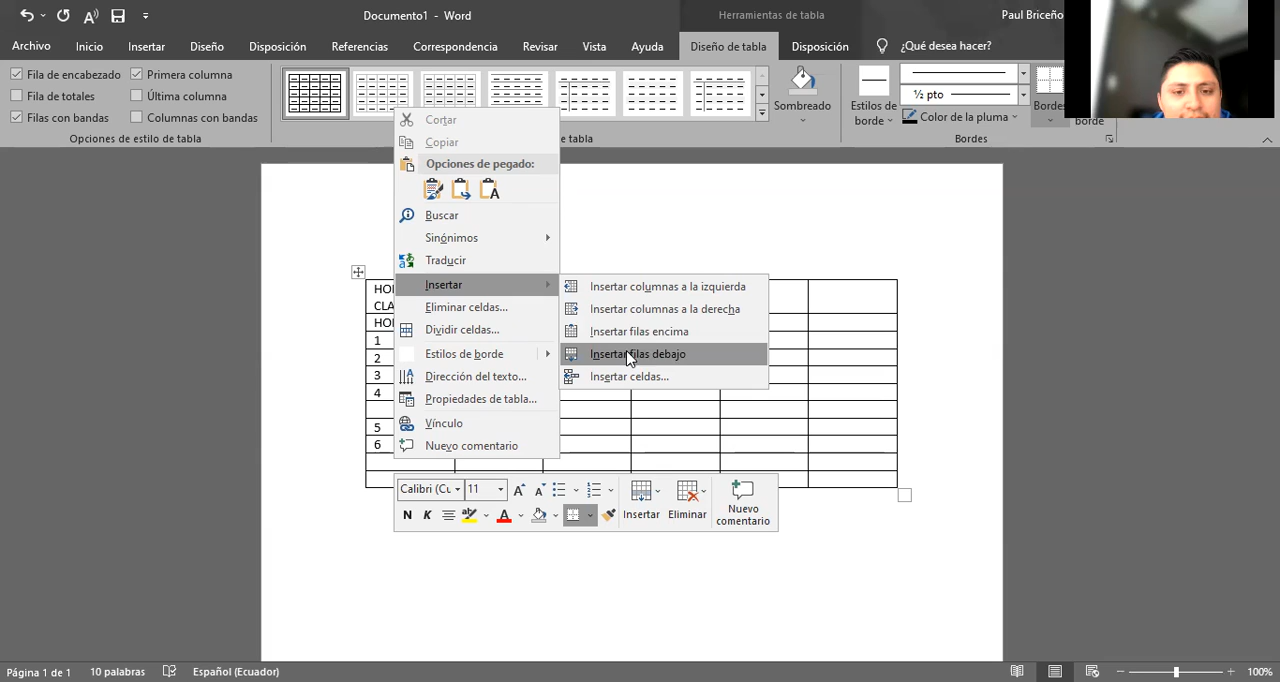 Documento1 - Word
Herramientas de tabla
Paul Briceño
Archivo Inicio Insertar Diseño Disposición Referencias Correspondencia Revisar Vista Ayuda Diseño de tabla Disposición ¿Qué desea hacer?
Fila de encabezado Primera columna
Fila de totales Última columna
Filas con bandas Columnas con bandas
Opciones de estilo de tabla
de tabla
Sombreado
Estilos de borde
½ pto
Color de la pluma
Bordes
borde
Bordes
Cortar
Copiar
Opciones de pegado:
Buscar
Sinónimos
Traducir
Insertar
Eliminar celdas...
Dividir celdas...
Estilos de borde
Dirección del texto...
Propiedades de tabla...
Vínculo
Nuevo comentario
Insertar columnas a la izquierda
Insertar columnas a la derecha
Insertar filas encima
Insertar filas debajo
Insertar celdas...
1
2
3
4
5
6
Calibri (Cu 11
N K
Insertar Eliminar Nuevo comentario
Página 1 de 1 10 palabras Español (Ecuador) 100%